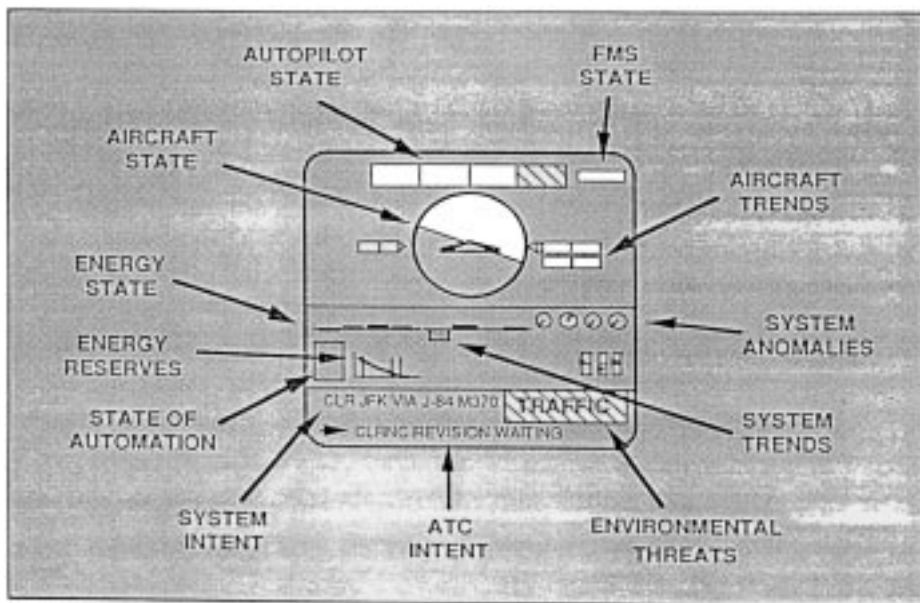 AUTOPILOT
STATE
FMS
STATE
AIRCRAFT
STATE
AIRCRAFT
TRENDS
ENERGY
STATE
SYSTEM
ANOMALIES
ENERGY
RESERVES
CLR JFK VIA J-84 M370
TRAFFIC
STATE OF
AUTOMATION
CLRNC REVISION WAITING
SYSTEM
TRENDS
SYSTEM
INTENT
ATC
INTENT
ENVIRONMENTAL
THREATS